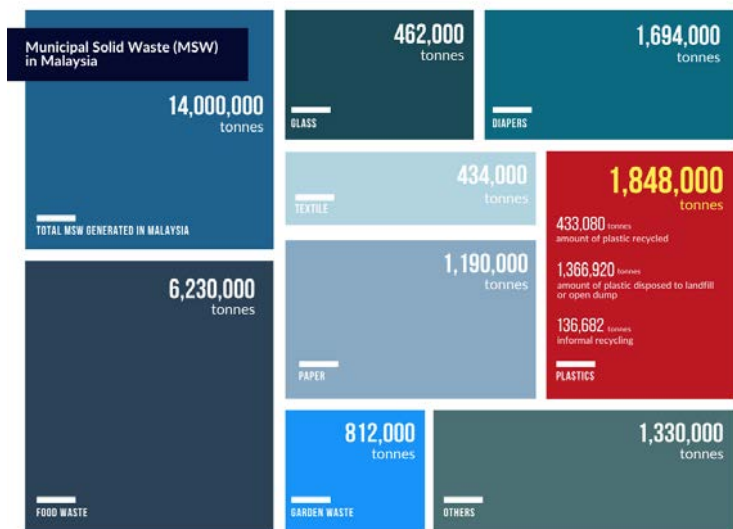 Municipal Solid Waste (MSW)
in Malaysia
14,000,000
tonnes
TOTAL MSW GENERATED IN MALAYSIA
462,000
tonnes
GLASS
1,694,000
tonnes
DIAPERS
434,000
tonnes
TEXTILE
1,848,000
tonnes
433,080 tonnes
amount of plastic recycled
1,366,920 tonnes
amount of plastic disposed to landfill
or open dump
136,682 tonnes
informal recycling
PLASTICS
6,230,000
tonnes
FOOD WASTE
1,190,000
tonnes
PAPER
812,000
tonnes
GARDEN WASTE
1,330,000
tonnes
OTHERS